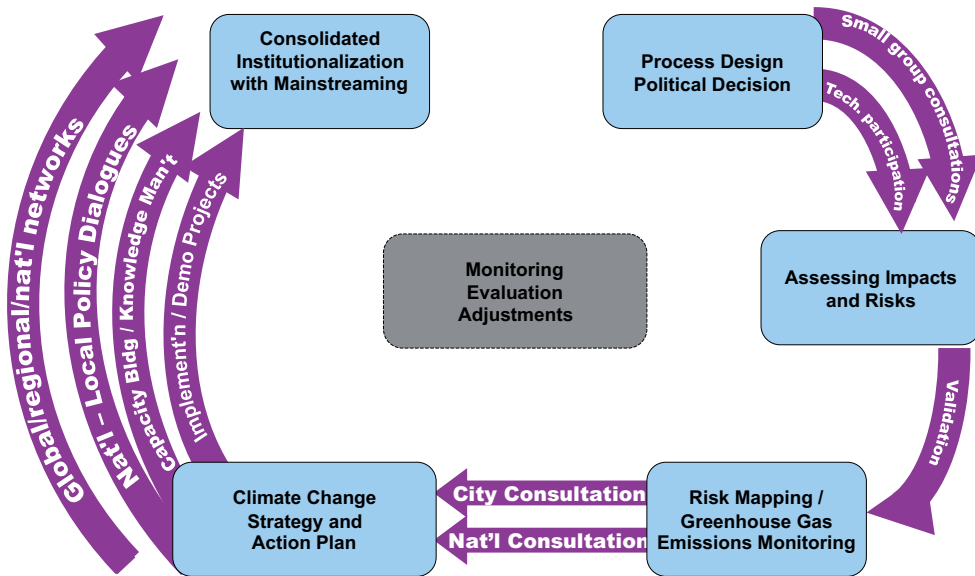 Consolidated
Institutionalization
with Mainstreaming
Process Design
Political Decision
Small group consultations
Tech. participation
Assessing Impacts
and Risks
Validation
Risk Mapping /
Greenhouse Gas
Emissions Monitoring
City Consultation
Nat'l Consultation
Climate Change
Strategy and
Action Plan
Global/regional/nat'l networks
Nat'l – Local Policy Dialogues
Capacity Bldg / Knowledge Man't
Implement'n / Demo Projects
Monitoring
Evaluation
Adjustments